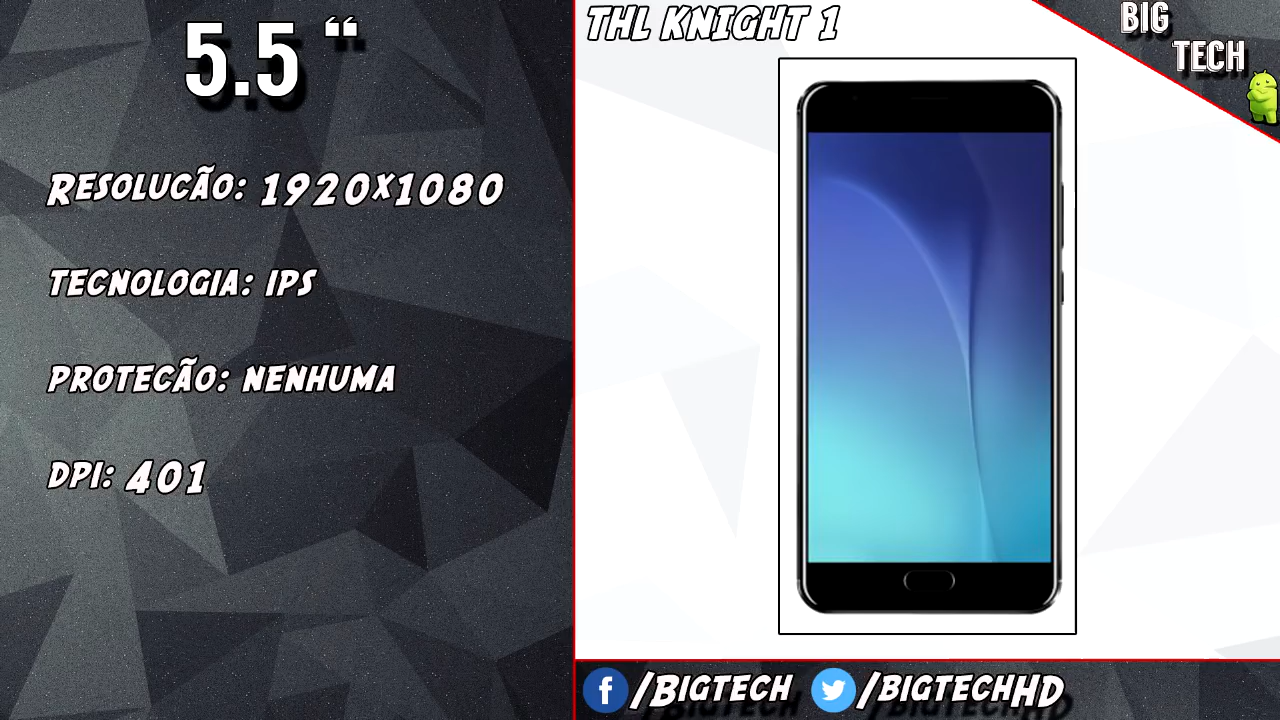 5.5 “
Resolucão: 1920x1080
Tecnologia: IPS
Protecão: Nenhuma
DPI: 401
THL Knight 1
BIG
TECH
f /Bigtech /bigtechHD